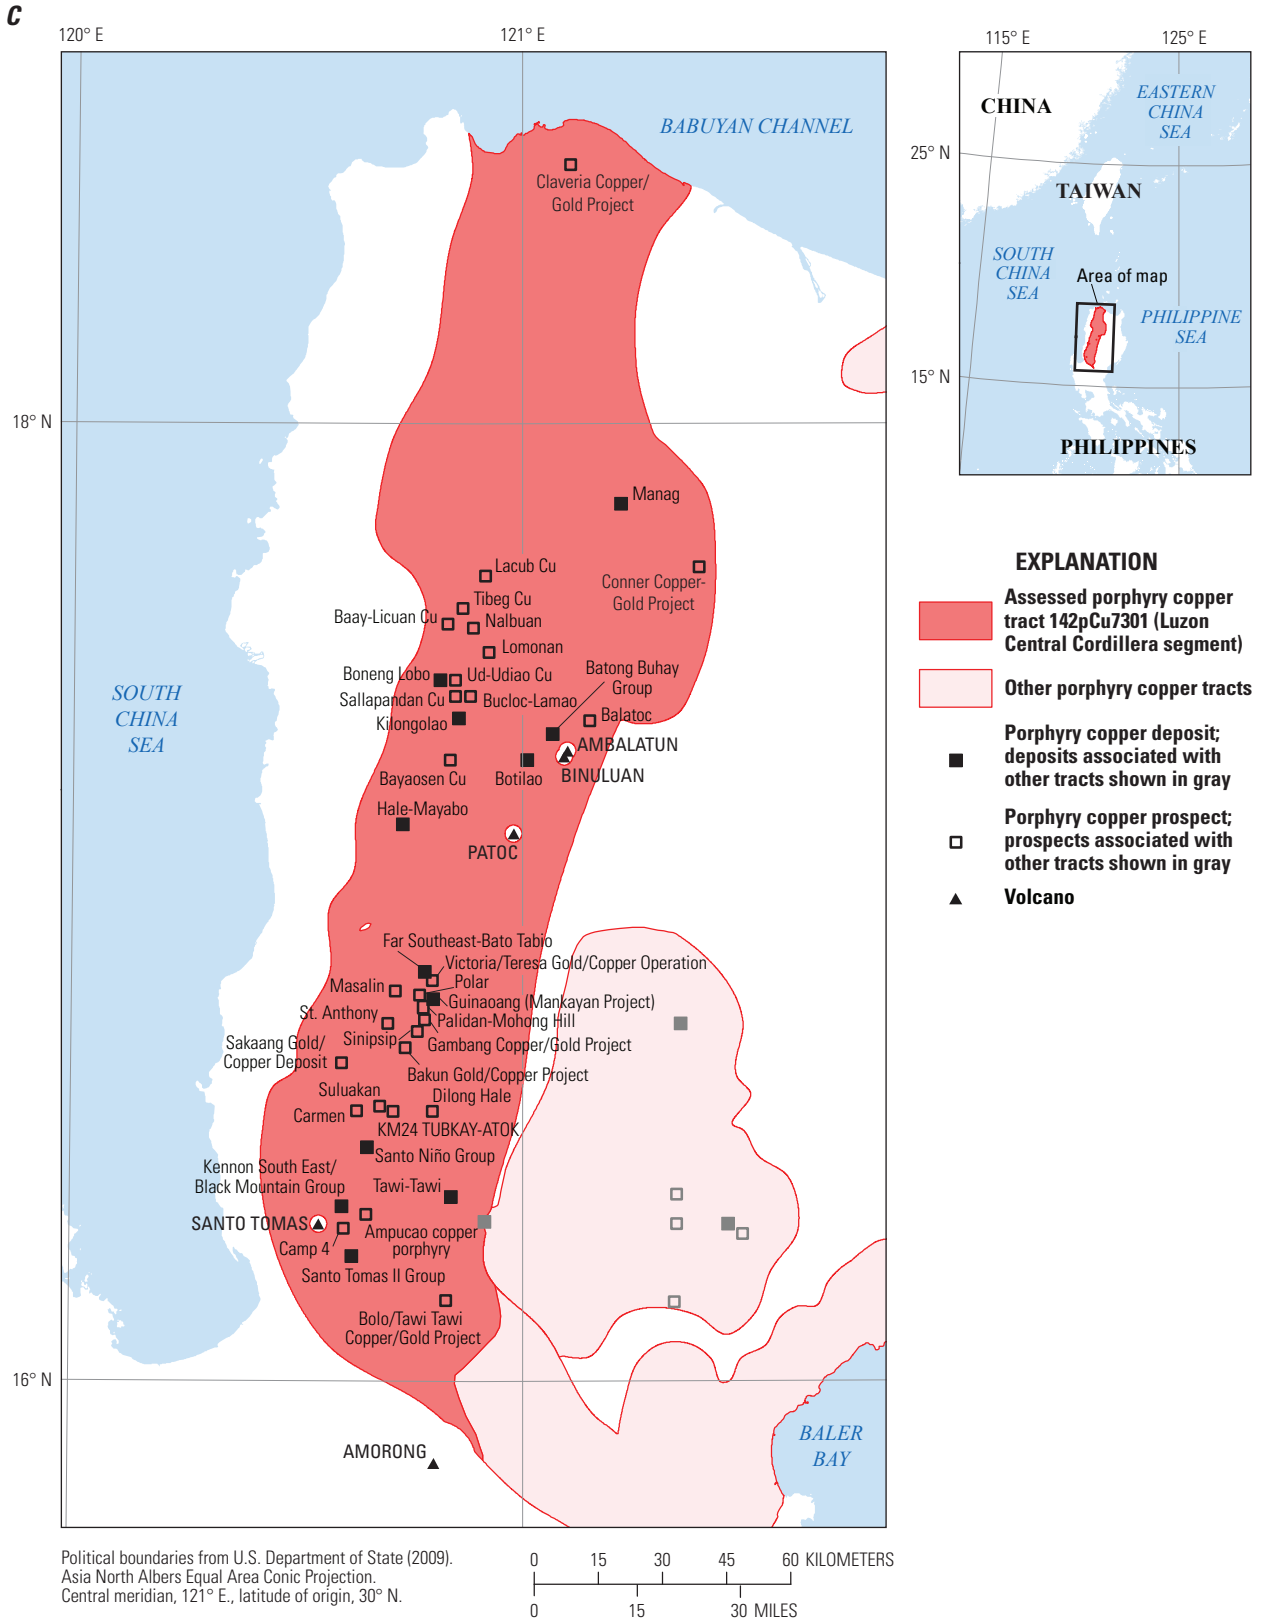 C
120° E
121° E
BABUYAN CHANNEL
Claveria Copper/
Gold Project
18° N
Manag
Lacub Cu
Conner Copper-
Gold Project
Tibeg Cu
Baay-Licuan Cu
Nalbuan
Lomonan
Batong Buhay
Group
Boneng Lobo
Ud-Udiao Cu
Sallapandan Cu
Bucloc-Lamao
Kilongolao
Balatoc
SOUTH
CHINA
SEA
AMBALATUN
BINULUAN
Bayaosen Cu
Botilao
Hale-Mayabo
PATOC
Far Southeast-Bato Tabio
Victoria/Teresa Gold/Copper Operation
Masalin
Polar
Guinaoang (Mankayan Project)
St. Anthony
Palidan-Mohong Hill
Sinipsip
Gambang Copper/Gold Project
Sakaang Gold/
Copper Deposit
Bakun Gold/Copper Project
Suluakan
Dilong Hale
Carmen
KM24 TUBKAY-ATOK
Santo Niño Group
Kennon South East/
Black Mountain Group
Tawi-Tawi
SANTO TOMAS
Ampucao copper
porphyry
Camp 4
Santo Tomas II Group
Bolo/Tawi Tawi
Copper/Gold Project
16° N
AMORONG
BALER
BAY
115° E
125° E
CHINA
EASTERN
CHINA
SEA
25° N
TAIWAN
SOUTH
CHINA
SEA
Area of map
PHILIPPINE
SEA
15° N
PHILIPPINES
EXPLANATION
Assessed porphyry copper
tract 142pCu7301 (Luzon
Central Cordillera segment)
Other porphyry copper tracts
Porphyry copper deposit;
deposits associated with
other tracts shown in gray
Porphyry copper prospect;
prospects associated with
other tracts shown in gray
Volcano
Political boundaries from U.S. Department of State (2009).
Asia North Albers Equal Area Conic Projection.
Central meridian, 121° E., latitude of origin, 30° N.
0 15 30 45 60 KILOMETERS
0 15 30 MILES